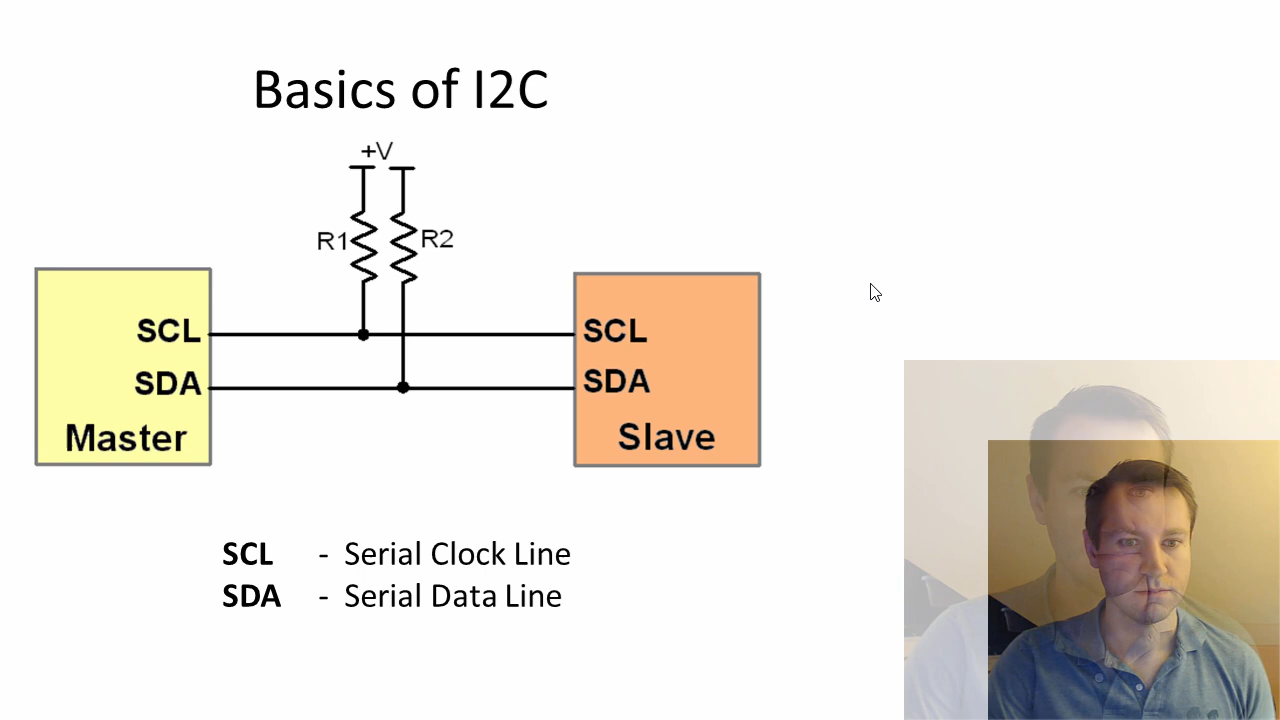 Basics of I2C
+V
R1 R2
SCL SCL
SDA SDA
Master Slave
SCL - Serial Clock Line
SDA - Serial Data Line